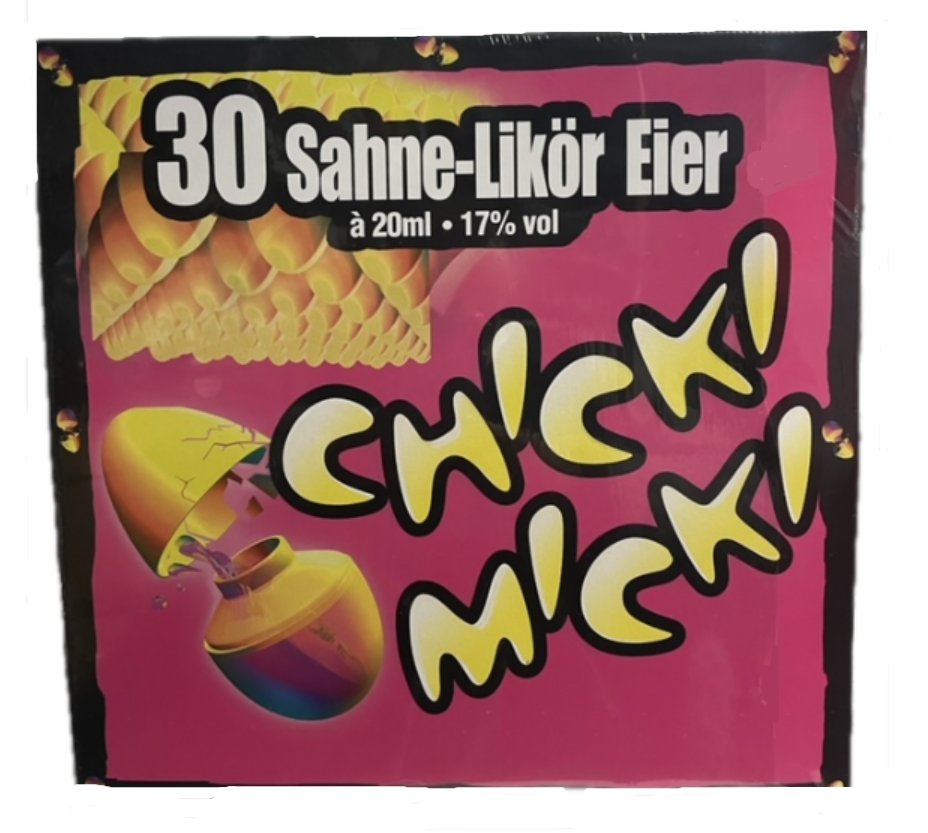 30 Sahne-Likör Eier
à 20ml • 17% vol
CHICKI
MICKI